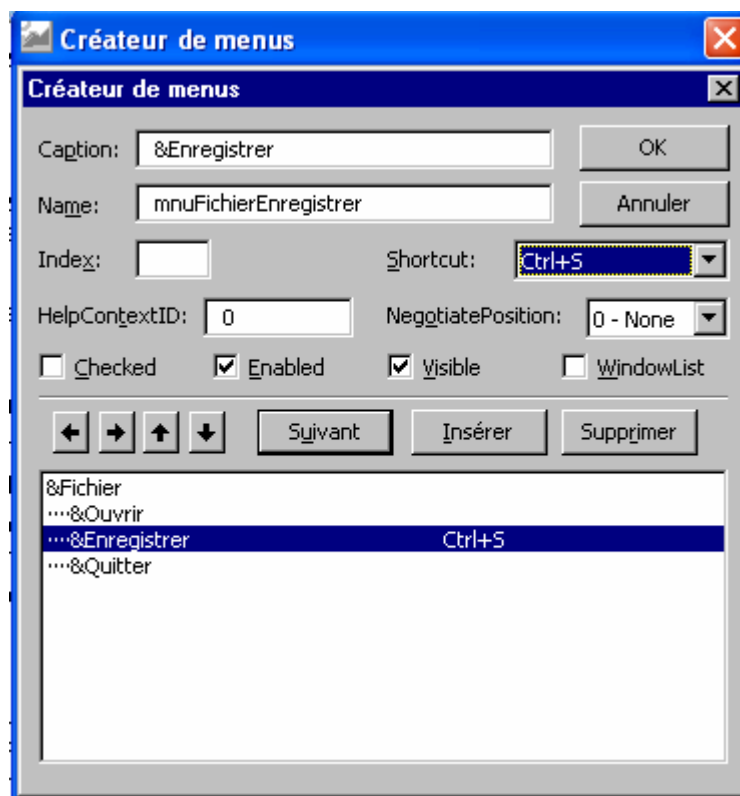 Créateur de menus
Créateur de menus
Caption: &Enregistrer OK
Name: mnuFichierEnregistrer Annuler
Index: Shortcut: Ctrl+S
HelpContextID: 0 NegotiatePosition: 0 - None
Checked Enabled Visible WindowList
Suivant Insérer Supprimer
&Fichier
····&Ouvrir
····&Enregistrer Ctrl+S
····&Quitter